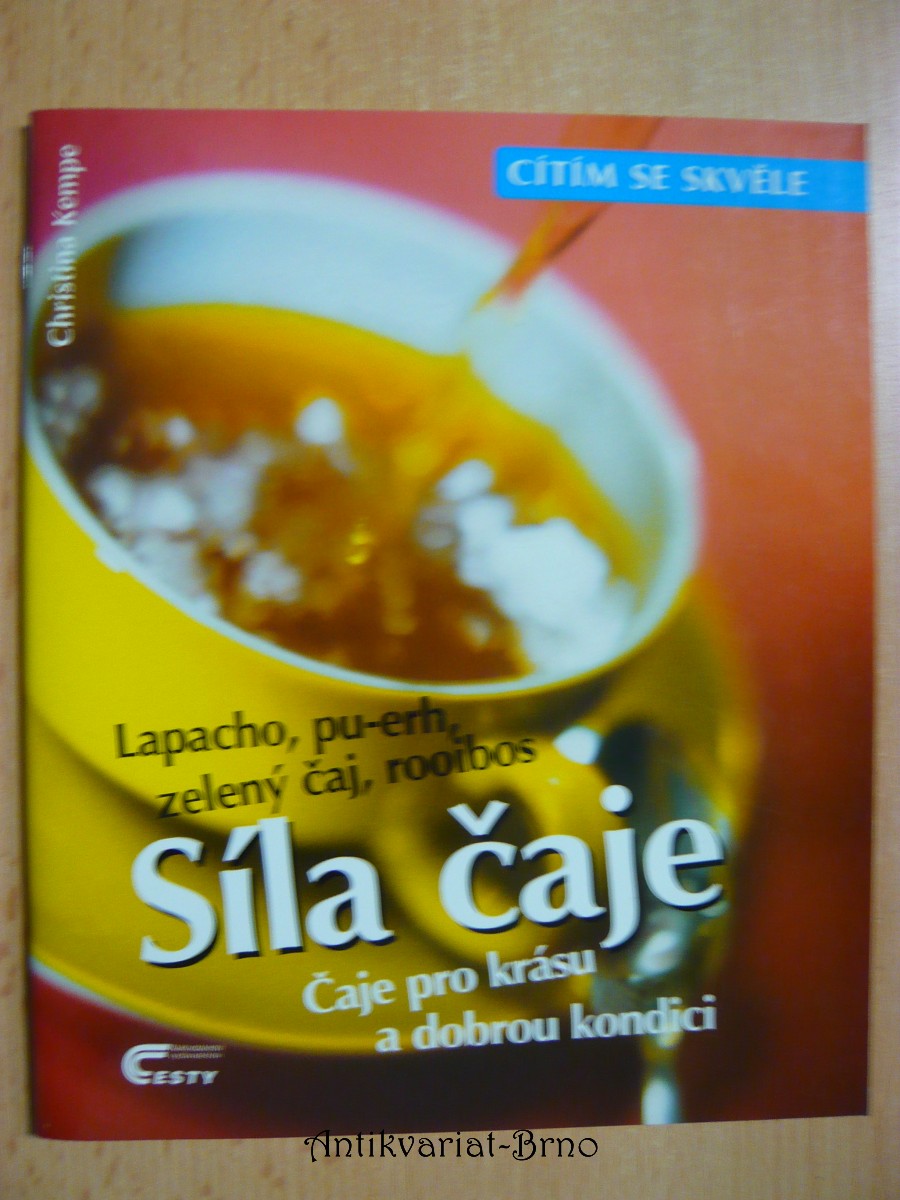 Christina Kempe
CÍTÍM SE SKVĚLE
Lapacho, pu-erh,
zelený čaj, rooibos
Síla čaje
Čaje pro krásu
a dobrou kondici
ČESTY
Antikvariat-Brno